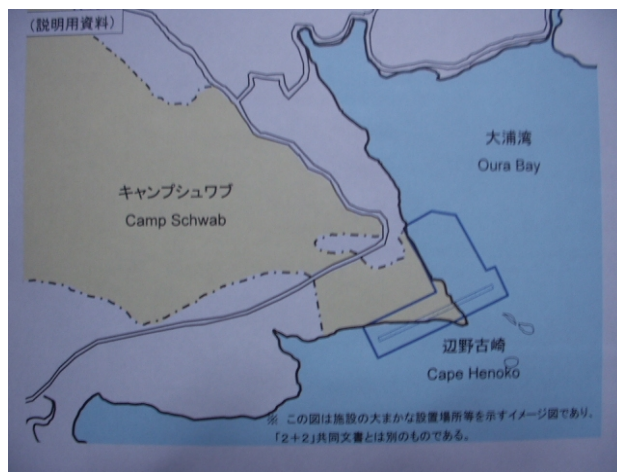 (説明用資料)
大浦湾
Oura Bay
キャンプシュワブ
Camp Schwab
辺野古崎
Cape Henoko
※ この図は施設の大まかな設置場所等を示すイメージ図であり、
「2+2」共同文書とは別のものである。